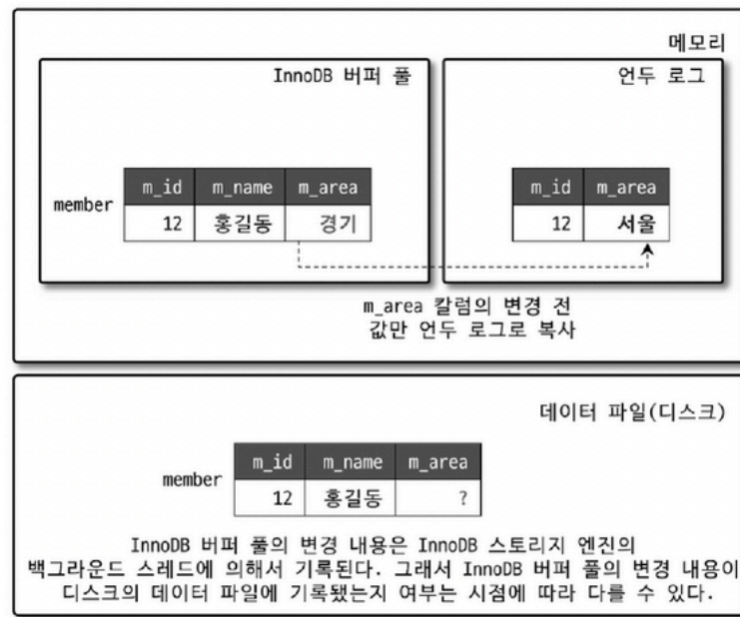 메모리
InnoDB 버퍼 풀
언두 로그
member
m_id m_name m_area
12 홍길동 경기
m_id m_area
12 서울
m_area 칼럼의 변경 전
값만 언두 로그로 복사
데이터 파일(디스크)
member
m_id m_name m_area
12 홍길동 ?
InnoDB 버퍼 풀의 변경 내용은 InnoDB 스토리지 엔진의
백그라운드 스레드에 의해서 기록된다. 그래서 InnoDB 버퍼 풀의 변경 내용이
디스크의 데이터 파일에 기록됐는지 여부는 시점에 따라 다를 수 있다.